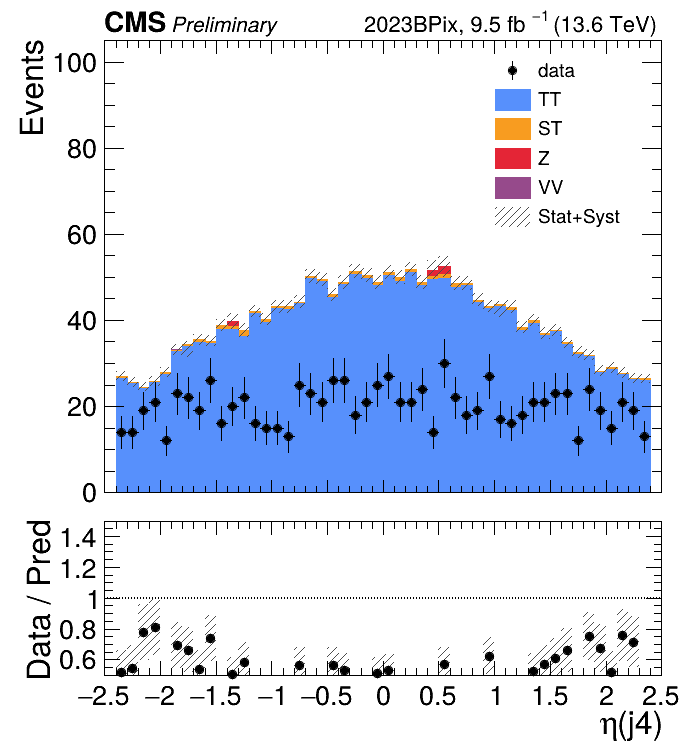 CMS Preliminary 2023BPix, 9.5 fb⁻¹ (13.6 TeV)
Events
100
80
60
40
20
0
data
TT
ST
Z
VV
Stat+Syst
Data / Pred
1.4
1.2
1
0.8
0.6
−2.5 −2 −1.5 −1 −0.5 0 0.5 1 1.5 2 2.5
η(j4)